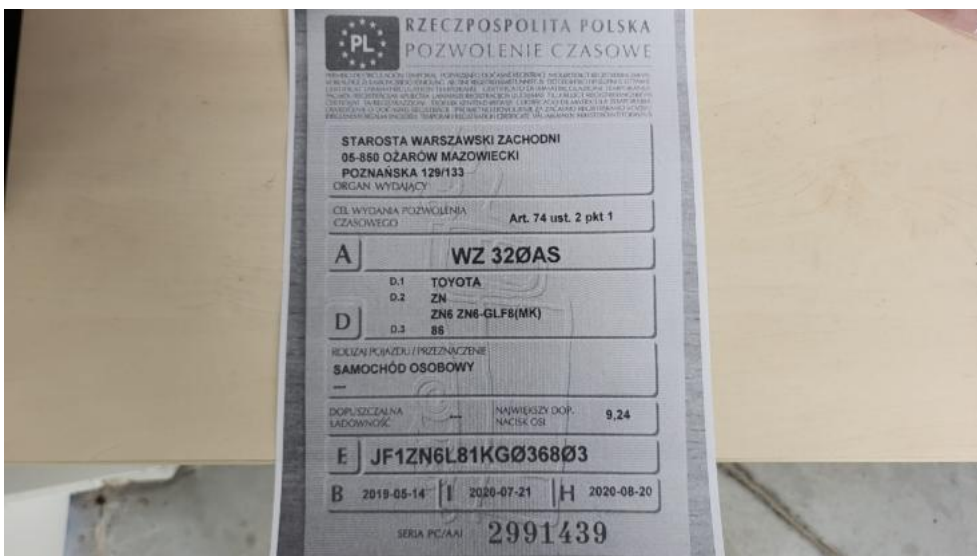 PL
RZECZPOSPOLITA POLSKA
POZWOLENIE CZASOWE
STAROSTA WARSZAWSKI ZACHODNI
05-850 OŻARÓW MAZOWIECKI
POZNAŃSKA 129/133
ORGAN WYDAJĄCY
CEL WYDANIA POZWOLENIA
CZASOWEGO
Art. 74 ust. 2 pkt 1
A WZ 32ØAS
D.1 TOYOTA
D.2 ZN
ZN6 ZN6-GLF8(MK)
D
D.3 86
RODZAJ POJAZDU / PRZEZNACZENIE
SAMOCHÓD OSOBOWY
---
DOPUSZCZALNA
ŁADOWNOŚĆ
---
NAJWIĘKSZY DOP.
NACISK OSI
9,24
E JF1ZN6L81KGØ368Ø3
B 2019-05-14 I 2020-07-21 H 2020-08-20
SERIA PC/AAI 2991439